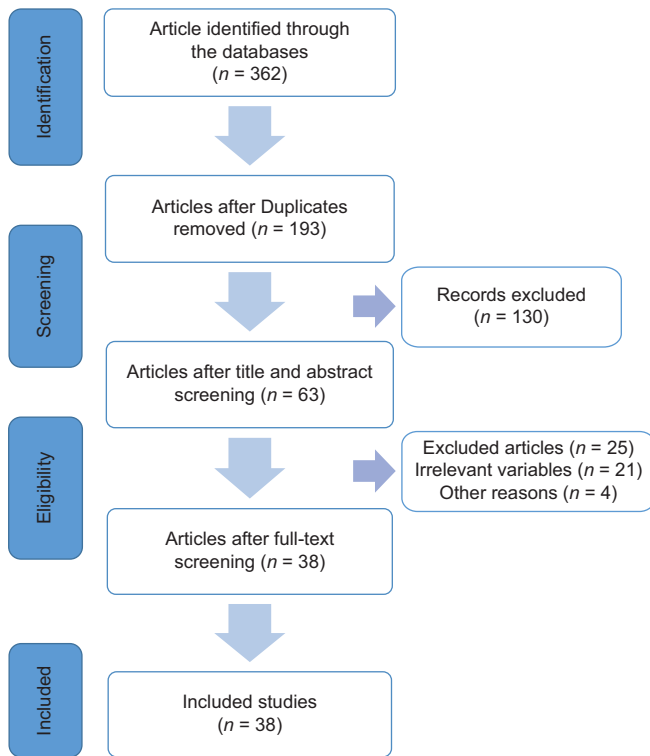 Identification
Article identified through
the databases
(n = 362)
Articles after Duplicates
removed (n = 193)
Screening
Records excluded
(n = 130)
Articles after title and abstract
screening (n = 63)
Eligibility
Excluded articles (n = 25)
Irrelevant variables (n = 21)
Other reasons (n = 4)
Articles after full-text
screening (n = 38)
Included
Included studies
(n = 38)